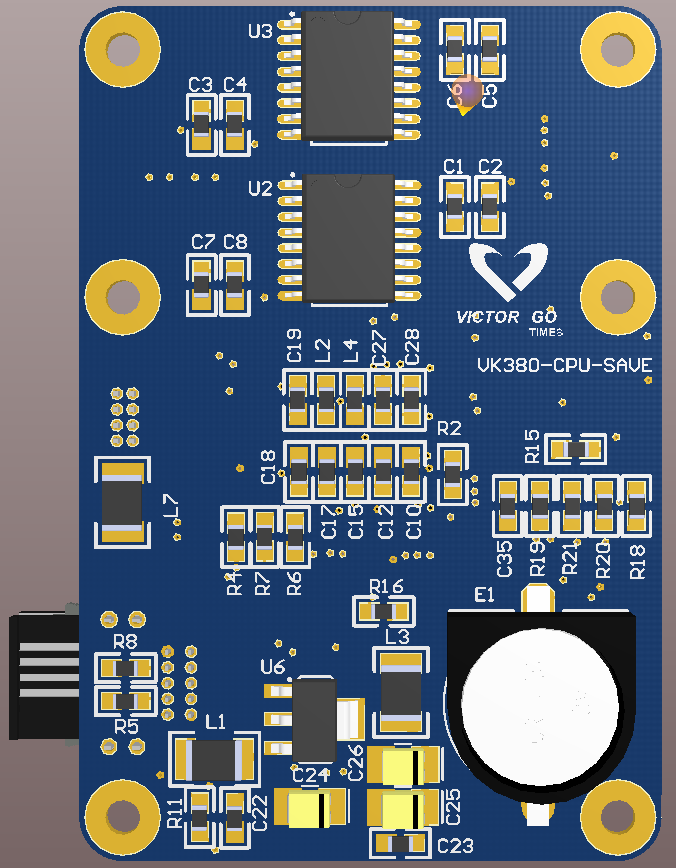 U3
C6 C5
C3 C4
U2
C1 C2
C7 C8
VICTOR GO
TIMES
VK380-CPU-SAVE
C19 L2 L4 C27 C28
R2
R15
C18
L7
C17 C15 C12 C10
C35 R19 R21 R20 R18
R4 R7 R6
R16
E1
L3
R8
U6
R5
L1
C26
C24
R11 C22
C25
C23